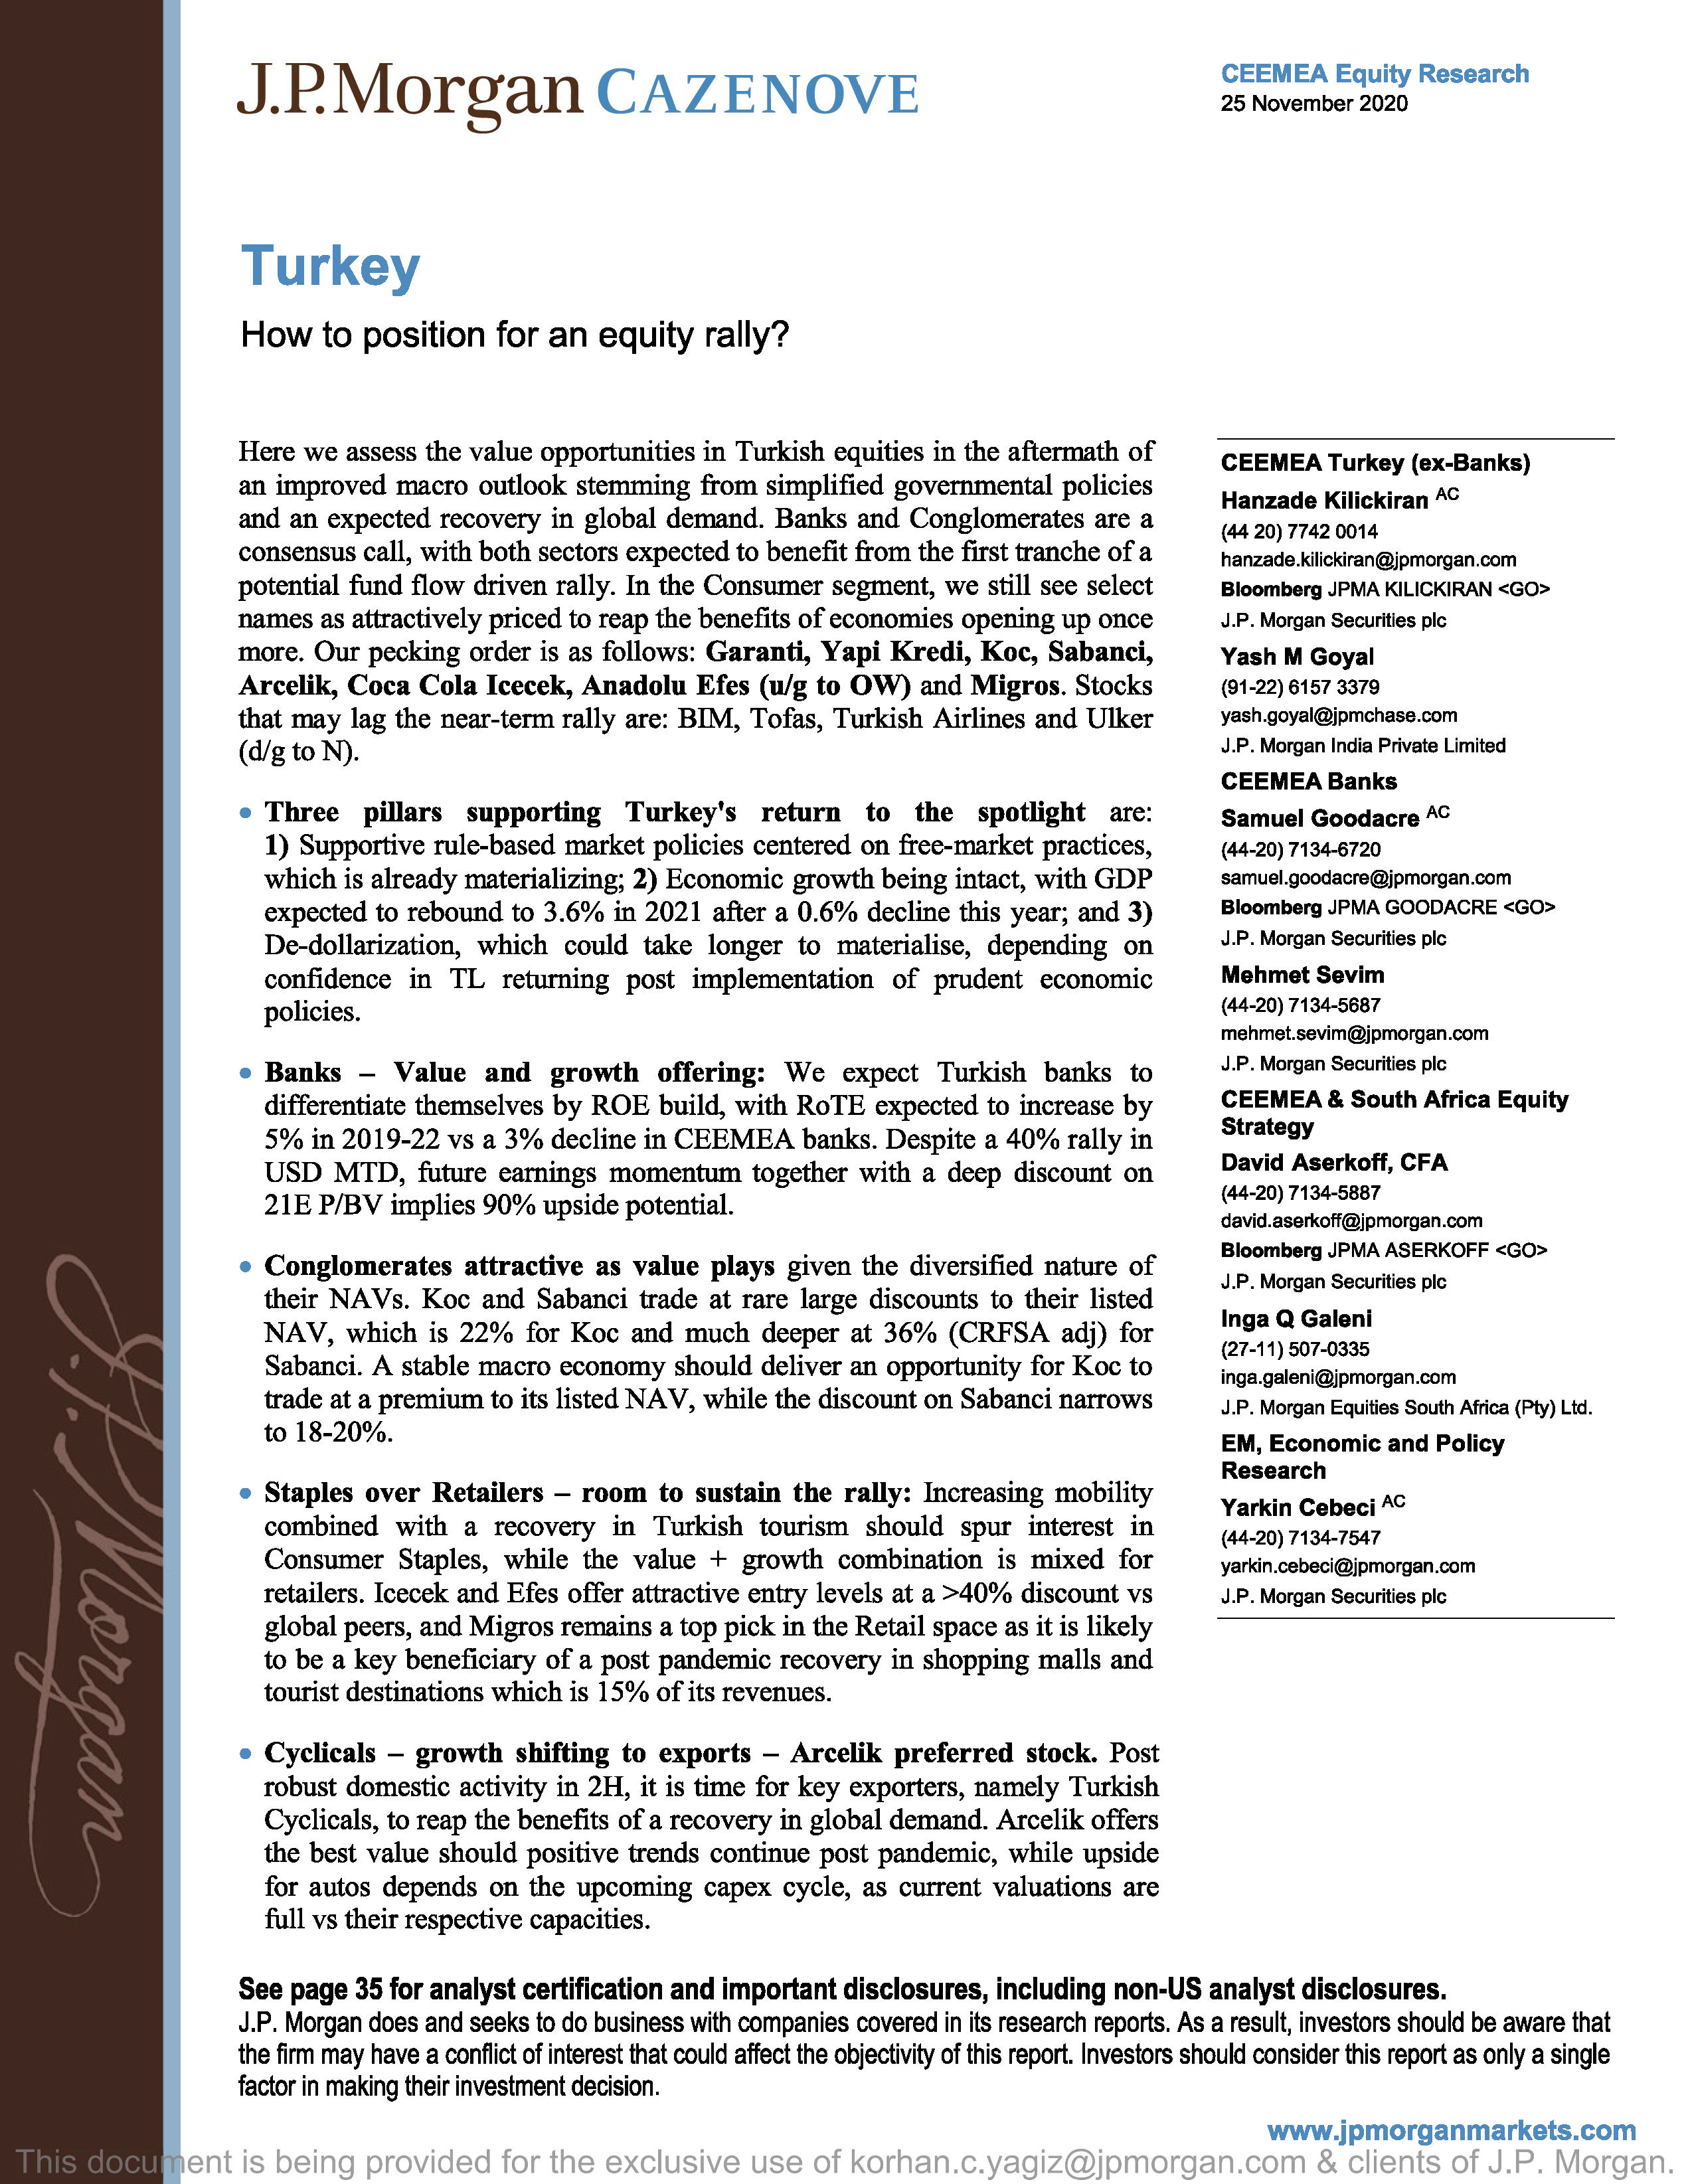 J.P.Morgan CAZENOVE
CEEMEA Equity Research
25 November 2020
Turkey
How to position for an equity rally?
Here we assess the value opportunities in Turkish equities in the aftermath of
an improved macro outlook stemming from simplified governmental policies
and an expected recovery in global demand. Banks and Conglomerates are a
consensus call, with both sectors expected to benefit from the first tranche of a
potential fund flow driven rally. In the Consumer segment, we still see select
names as attractively priced to reap the benefits of economies opening up once
more. Our pecking order is as follows: Garanti, Yapi Kredi, Koc, Sabanci,
Arcelik, Coca Cola Icecek, Anadolu Efes (u/g to OW) and Migros. Stocks
that may lag the near-term rally are: BIM, Tofas, Turkish Airlines and Ulker
(d/g to N).
• Three pillars supporting Turkey's return to the spotlight are:
1) Supportive rule-based market policies centered on free-market practices,
which is already materializing; 2) Economic growth being intact, with GDP
expected to rebound to 3.6% in 2021 after a 0.6% decline this year; and 3)
De-dollarization, which could take longer to materialise, depending on
confidence in TL returning post implementation of prudent economic
policies.
• Banks – Value and growth offering: We expect Turkish banks to
differentiate themselves by ROE build, with RoTE expected to increase by
5% in 2019-22 vs a 3% decline in CEEMEA banks. Despite a 40% rally in
USD MTD, future earnings momentum together with a deep discount on
21E P/BV implies 90% upside potential.
• Conglomerates attractive as value plays given the diversified nature of
their NAVs. Koc and Sabanci trade at rare large discounts to their listed
NAV, which is 22% for Koc and much deeper at 36% (CRFSA adj) for
Sabanci. A stable macro economy should deliver an opportunity for Koc to
trade at a premium to its listed NAV, while the discount on Sabanci narrows
to 18-20%.
• Staples over Retailers – room to sustain the rally: Increasing mobility
combined with a recovery in Turkish tourism should spur interest in
Consumer Staples, while the value + growth combination is mixed for
retailers. Icecek and Efes offer attractive entry levels at a >40% discount vs
global peers, and Migros remains a top pick in the Retail space as it is likely
to be a key beneficiary of a post pandemic recovery in shopping malls and
tourist destinations which is 15% of its revenues.
• Cyclicals – growth shifting to exports – Arcelik preferred stock. Post
robust domestic activity in 2H, it is time for key exporters, namely Turkish
Cyclicals, to reap the benefits of a recovery in global demand. Arcelik offers
the best value should positive trends continue post pandemic, while upside
for autos depends on the upcoming capex cycle, as current valuations are
full vs their respective capacities.
CEEMEA Turkey (ex-Banks)
Hanzade Kilickiran AC
(44 20) 7742 0014
hanzade.kilickiran@jpmorgan.com
Bloomberg JPMA KILICKIRAN <GO>
J.P. Morgan Securities plc
Yash M Goyal
(91-22) 6157 3379
yash.goyal@jpmchase.com
J.P. Morgan India Private Limited
CEEMEA Banks
Samuel Goodacre AC
(44-20) 7134-6720
samuel.goodacre@jpmorgan.com
Bloomberg JPMA GOODACRE <GO>
J.P. Morgan Securities plc
Mehmet Sevim
(44-20) 7134-5687
mehmet.sevim@jpmorgan.com
J.P. Morgan Securities plc
CEEMEA & South Africa Equity
Strategy
David Aserkoff, CFA
(44-20) 7134-5887
david.aserkoff@jpmorgan.com
Bloomberg JPMA ASERKOFF <GO>
J.P. Morgan Securities plc
Inga Q Galeni
(27-11) 507-0335
inga.galeni@jpmorgan.com
J.P. Morgan Equities South Africa (Pty) Ltd.
EM, Economic and Policy
Research
Yarkin Cebeci AC
(44-20) 7134-7547
yarkin.cebeci@jpmorgan.com
J.P. Morgan Securities plc
J.P. Morgan
See page 35 for analyst certification and important disclosures, including non-US analyst disclosures.
J.P. Morgan does and seeks to do business with companies covered in its research reports. As a result, investors should be aware that
the firm may have a conflict of interest that could affect the objectivity of this report. Investors should consider this report as only a single
factor in making their investment decision.
www.jpmorganmarkets.com
This document is being provided for the exclusive use of korhan.c.yagiz@jpmorgan.com & clients of J.P. Morgan.